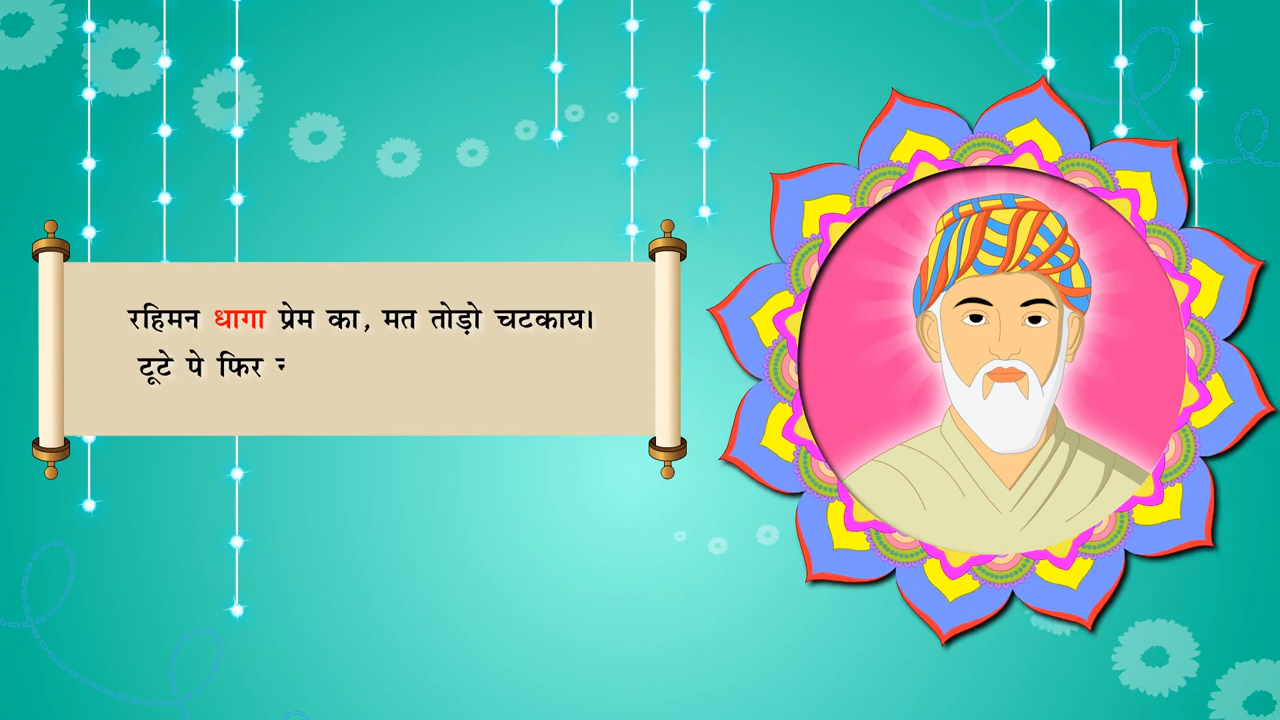 रहिमन धागा प्रेम का, मत तोड़ो चटकाय।
टूटे पे फिर